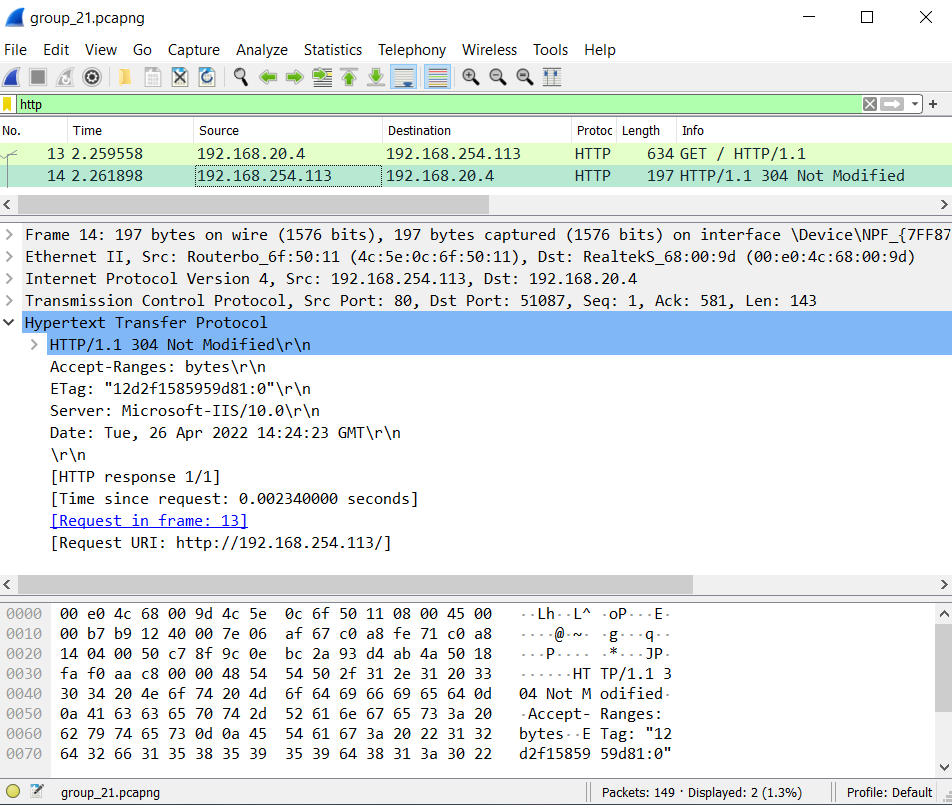 group_21.pcapng
File Edit View Go Capture Analyze Statistics Telephony Wireless Tools Help
http
No. Time Source Destination Protoc Length Info
13 2.259558 192.168.20.4 192.168.254.113 HTTP 634 GET / HTTP/1.1
14 2.261898 192.168.254.113 192.168.20.4 HTTP 197 HTTP/1.1 304 Not Modified
Frame 14: 197 bytes on wire (1576 bits), 197 bytes captured (1576 bits) on interface \Device\NPF_{7FF87
Ethernet II, Src: Routerbo_6f:50:11 (4c:5e:0c:6f:50:11), Dst: RealtekS_68:00:9d (00:e0:4c:68:00:9d)
Internet Protocol Version 4, Src: 192.168.254.113, Dst: 192.168.20.4
Transmission Control Protocol, Src Port: 80, Dst Port: 51087, Seq: 1, Ack: 581, Len: 143
Hypertext Transfer Protocol
HTTP/1.1 304 Not Modified\r\n
Accept-Ranges: bytes\r\n
ETag: "12d2f1585959d81:0"\r\n
Server: Microsoft-IIS/10.0\r\n
Date: Tue, 26 Apr 2022 14:24:23 GMT\r\n
\r\n
[HTTP response 1/1]
[Time since request: 0.002340000 seconds]
[Request in frame: 13]
[Request URI: http://192.168.254.113/]
0000 00 e0 4c 68 00 9d 4c 5e 0c 6f 50 11 08 00 45 00 ··Lh··L^ ·oP···E·
0010 00 b7 b9 12 40 00 7e 06 af 67 c0 a8 fe 71 c0 a8 ····@·~· ·g···q··
0020 14 04 00 50 c7 8f 9c 0e bc 2a 93 d4 ab 4a 50 18 ···P···· ·*···JP·
0030 fa f0 aa c8 00 00 48 54 54 50 2f 31 2e 31 20 33 ······HT TP/1.1 3
0040 30 34 20 4e 6f 74 20 4d 6f 64 69 66 69 65 64 0d 04 Not M odified·
0050 0a 41 63 63 65 70 74 2d 52 61 6e 67 65 73 3a 20 ·Accept- Ranges:
0060 62 79 74 65 73 0d 0a 45 54 61 67 3a 20 22 31 32 bytes··E Tag: "12
0070 64 32 66 31 35 38 35 39 35 39 64 38 31 3a 30 22 d2f15859 59d81:0"
group_21.pcapng Packets: 149 · Displayed: 2 (1.3%) Profile: Default